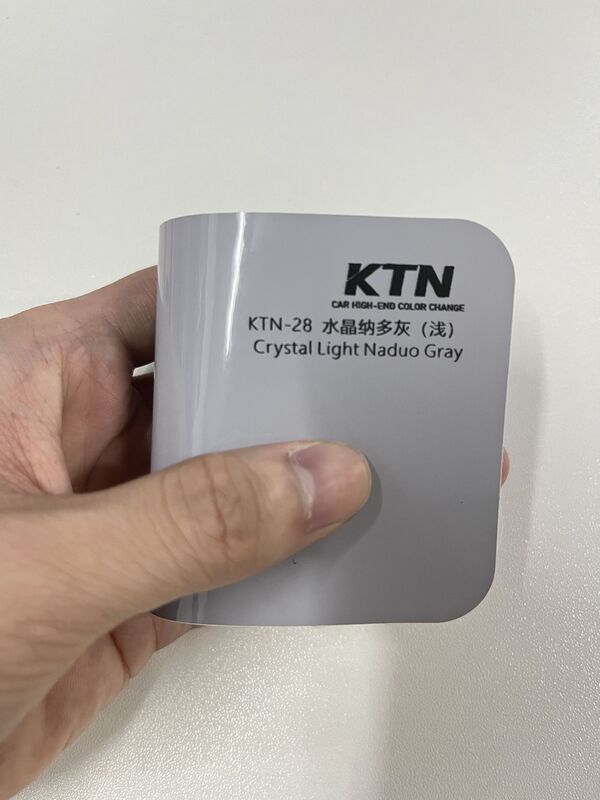 KTN
CAR HIGH-END COLOR CHANGE
KTN-28 水晶纳多灰（浅）
Crystal Light Naduo Gray